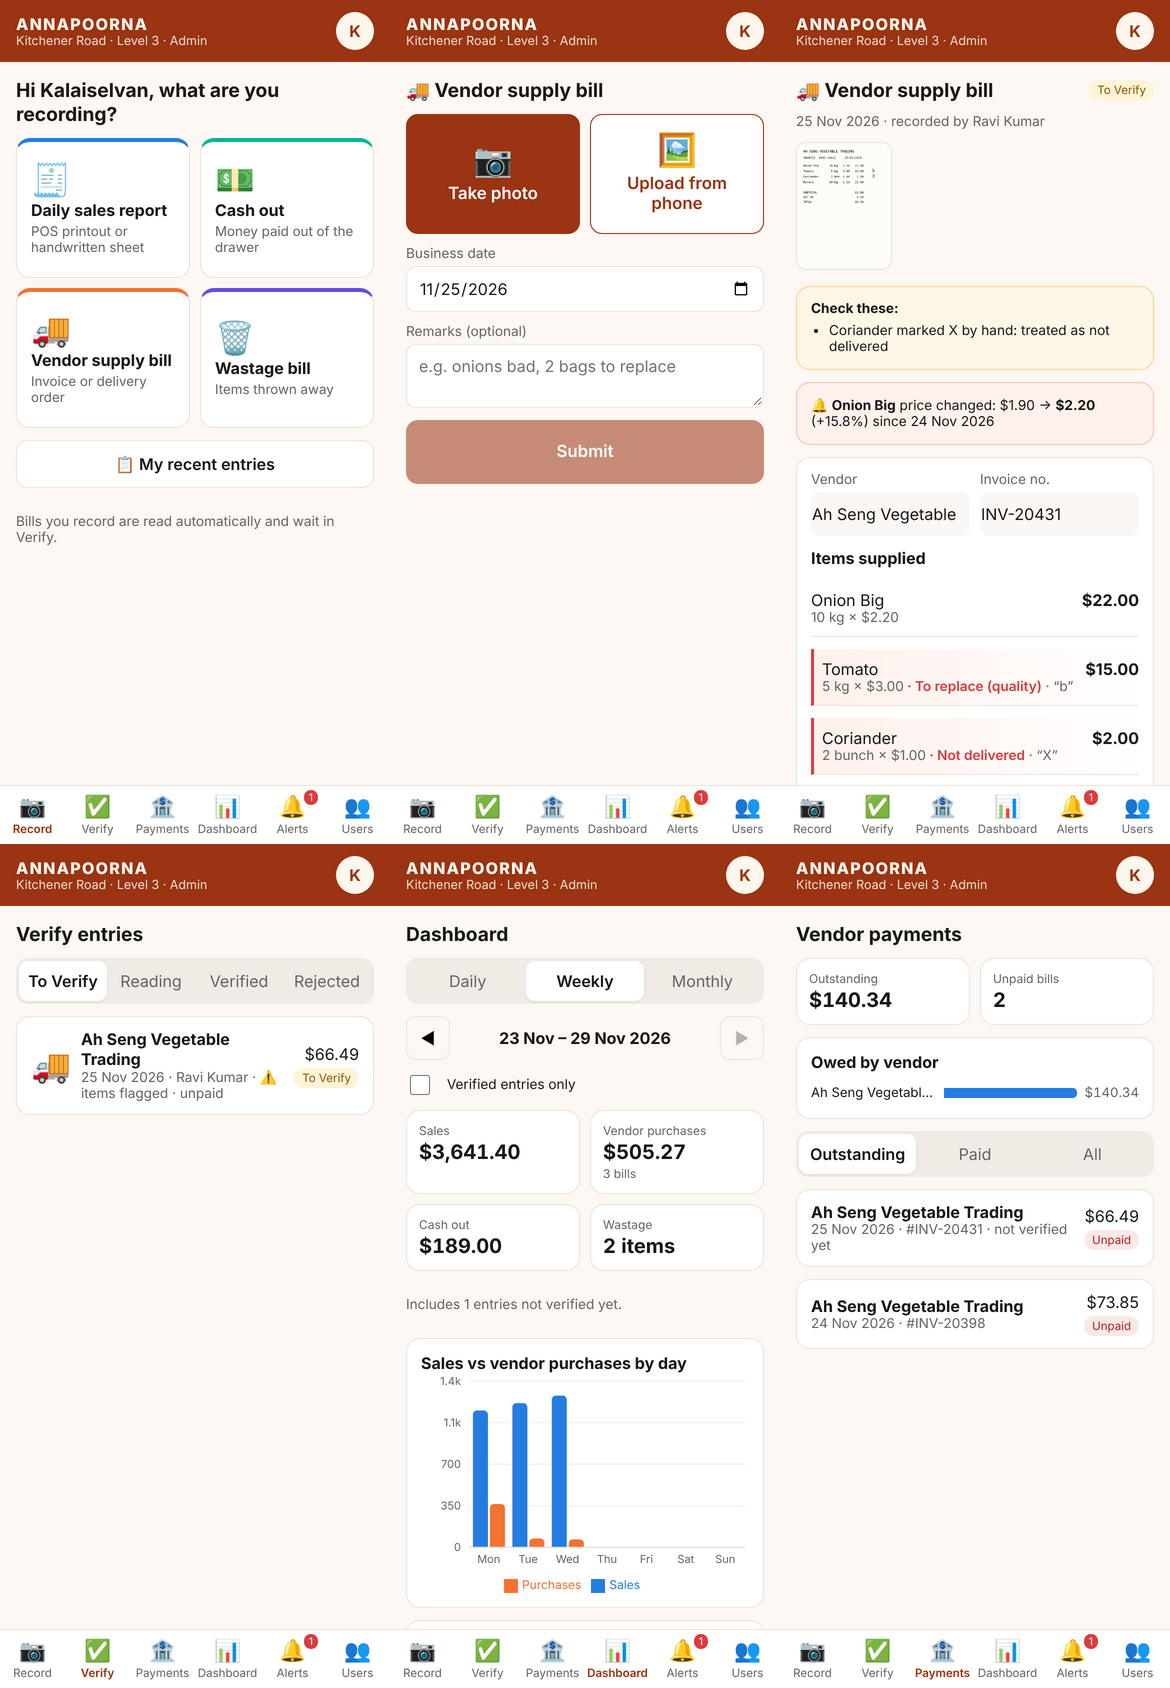 ANNAPOORNA
Kitchener Road · Level 3 · Admin
K
Hi Kalaiselvan, what are you
recording?
Daily sales report
POS printout or
handwritten sheet
Cash out
Money paid out of the
drawer
Vendor supply bill
Invoice or delivery
order
Wastage bill
Items thrown away
My recent entries
Bills you record are read automatically and wait in
Verify.
Record
Verify
Payments
Dashboard
1
Alerts
Users
ANNAPOORNA
Kitchener Road · Level 3 · Admin
K
Vendor supply bill
Take photo
Upload from
phone
Business date
11/25/2026
Remarks (optional)
e.g. onions bad, 2 bags to replace
Submit
Record
Verify
Payments
Dashboard
1
Alerts
Users
ANNAPOORNA
Kitchener Road · Level 3 · Admin
K
Vendor supply bill
To Verify
25 Nov 2026 · recorded by Ravi Kumar
AH SENG VEGETABLE TRADING
Check these:
• Coriander marked X by hand: treated as not
delivered
Onion Big price changed: $1.90 → $2.20
(+15.8%) since 24 Nov 2026
Vendor
Invoice no.
Ah Seng Vegetable
INV-20431
Items supplied
Onion Big
$22.00
10 kg × $2.20
Tomato
$15.00
5 kg × $3.00 · To replace (quality) · “b”
Coriander
$2.00
2 bunch × $1.00 · Not delivered · “X”
Record
Verify
Payments
Dashboard
1
Alerts
Users
ANNAPOORNA
Kitchener Road · Level 3 · Admin
K
Verify entries
To Verify
Reading
Verified
Rejected
Ah Seng Vegetable
Trading
25 Nov 2026 · Ravi Kumar ·
items flagged · unpaid
$66.49
To Verify
Record
Verify
Payments
Dashboard
1
Alerts
Users
ANNAPOORNA
Kitchener Road · Level 3 · Admin
K
Dashboard
Daily
Weekly
Monthly
23 Nov – 29 Nov 2026
Verified entries only
Sales
$3,641.40
Vendor purchases
$505.27
3 bills
Cash out
$189.00
Wastage
2 items
Includes 1 entries not verified yet.
Sales vs vendor purchases by day
1.4k
1.1k
700
350
0
Mon Tue Wed Thu Fri Sat Sun
Purchases Sales
Record
Verify
Payments
Dashboard
1
Alerts
Users
ANNAPOORNA
Kitchener Road · Level 3 · Admin
K
Vendor payments
Outstanding
$140.34
Unpaid bills
2
Owed by vendor
Ah Seng Vegetabl... $140.34
Outstanding
Paid
All
Ah Seng Vegetable Trading
25 Nov 2026 · #INV-20431 · not verified
yet
$66.49
Unpaid
Ah Seng Vegetable Trading
24 Nov 2026 · #INV-20398
$73.85
Unpaid
Record
Verify
Payments
Dashboard
1
Alerts
Users